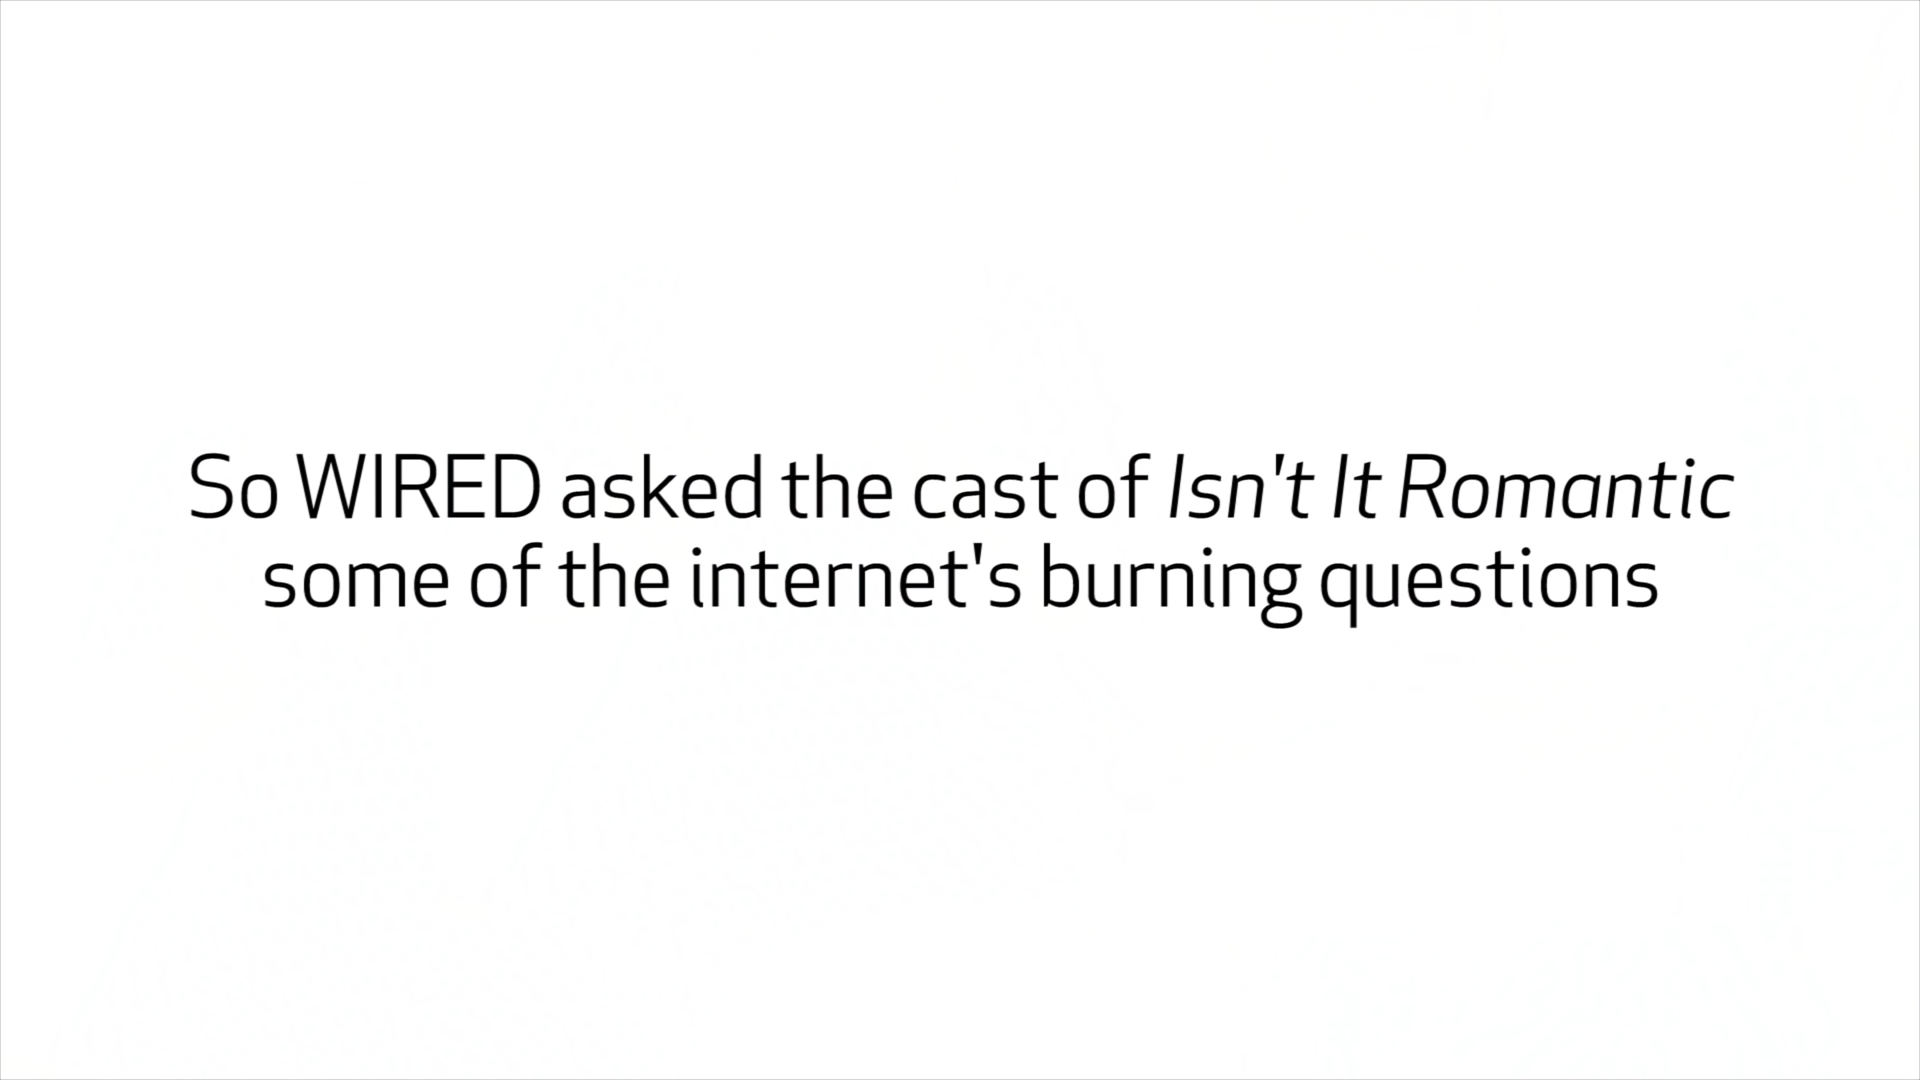 So WIRED asked the cast of Isn't It Romantic
some of the internet's burning questions